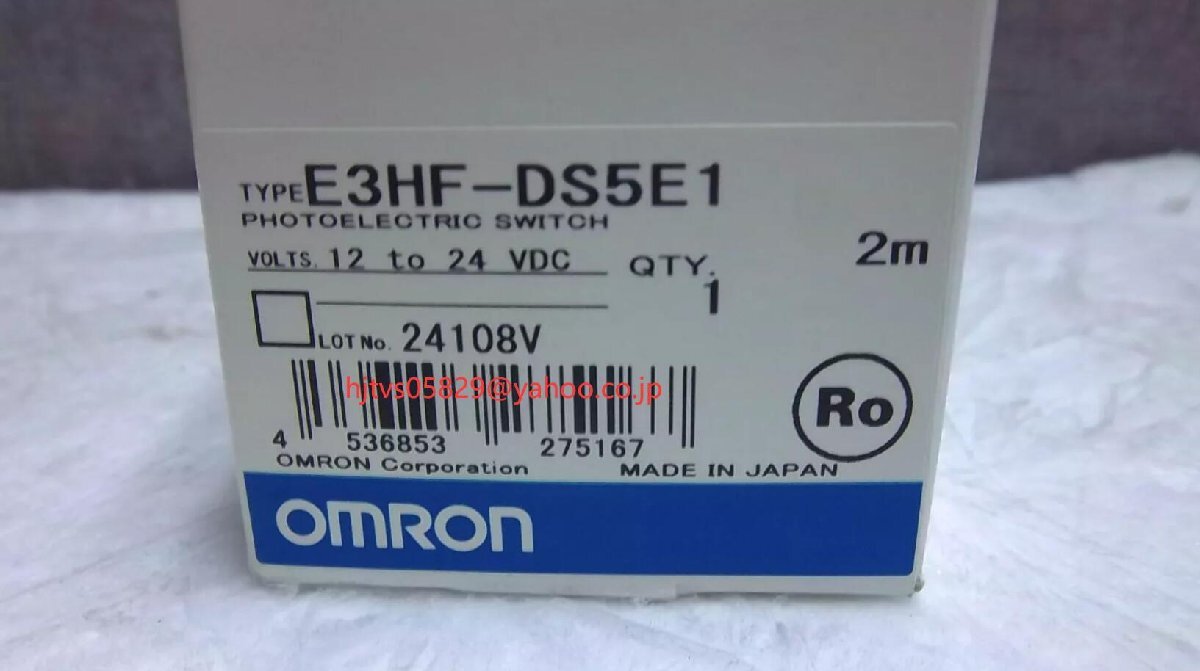 TYPE E3HF-DS5E1
PHOTOELECTRIC SWITCH
VOLTS. 12 to 24 VDC QTY. 2m
1
LOT No. 24108V
hjtvs05829@yahoo.co.jp
4 536853 275167
OMRON Corporation MADE IN JAPAN
Ro
OMRON